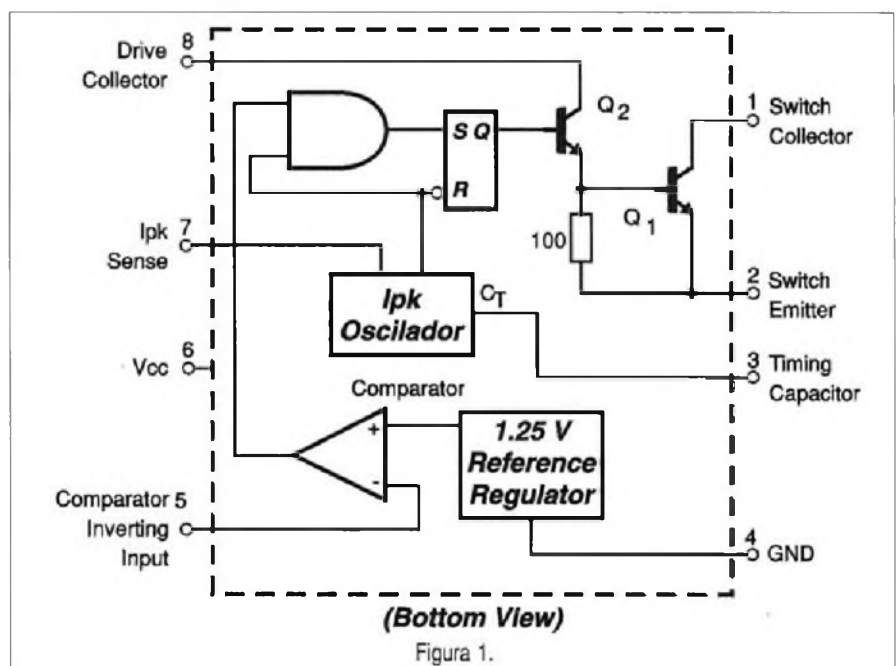 Drive
Collector
8
Q2
1
Switch
Collector
S Q
R
Q1
100
Ipk
Sense
7
Ipk
Oscilador
CT
2
Switch
Emitter
Vcc
6
3
Timing
Capacitor
Comparator
+
-
1.25 V
Reference
Regulator
Comparator
Inverting
Input
5
4
GND
(Bottom View)
Figura 1.